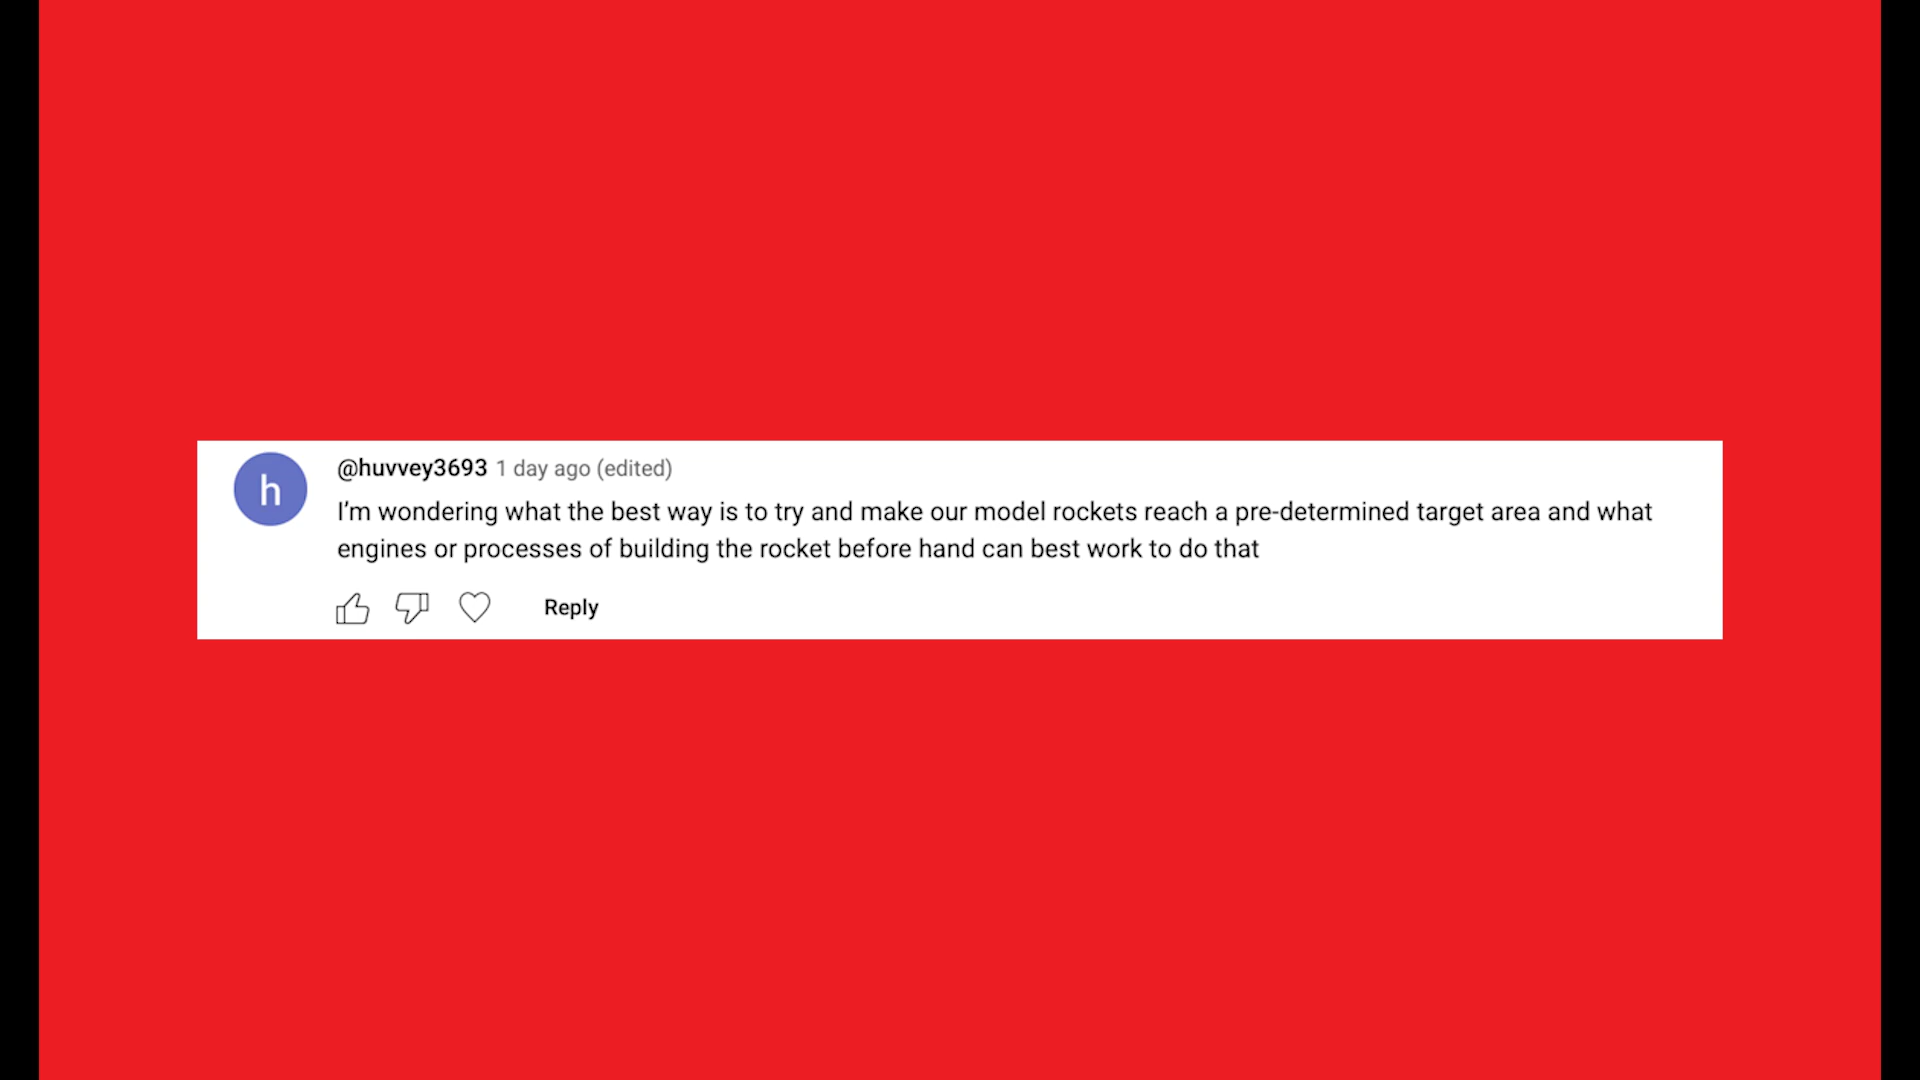 h
@huvvey3693 1 day ago (edited)
I'm wondering what the best way is to try and make our model rockets reach a pre-determined target area and what
engines or processes of building the rocket before hand can best work to do that
Reply